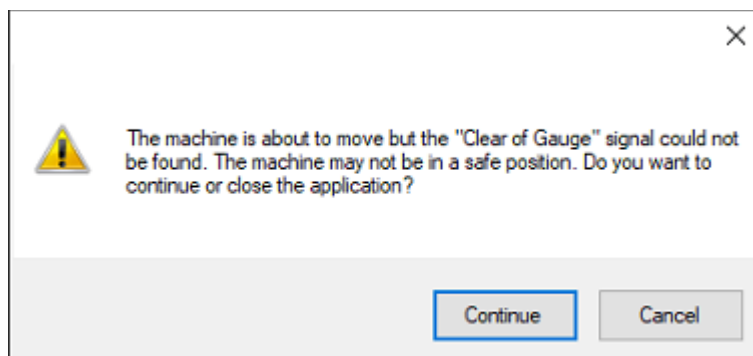 The machine is about to move but the "Clear of Gauge" signal could not
be found. The machine may not be in a safe position. Do you want to
continue or close the application?
Continue
Cancel